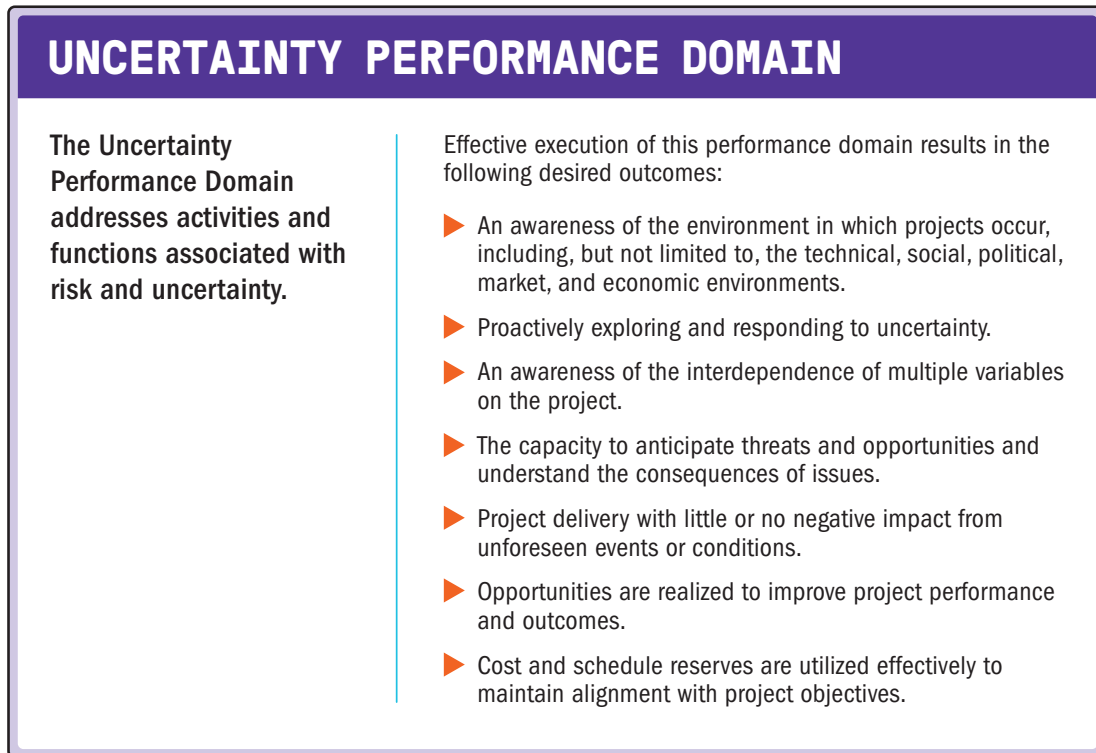 UNCERTAINTY PERFORMANCE DOMAIN
The Uncertainty
Performance Domain
addresses activities and
functions associated with
risk and uncertainty.
Effective execution of this performance domain results in the
following desired outcomes:
An awareness of the environment in which projects occur,
including, but not limited to, the technical, social, political,
market, and economic environments.
Proactively exploring and responding to uncertainty.
An awareness of the interdependence of multiple variables
on the project.
The capacity to anticipate threats and opportunities and
understand the consequences of issues.
Project delivery with little or no negative impact from
unforeseen events or conditions.
Opportunities are realized to improve project performance
and outcomes.
Cost and schedule reserves are utilized effectively to
maintain alignment with project objectives.